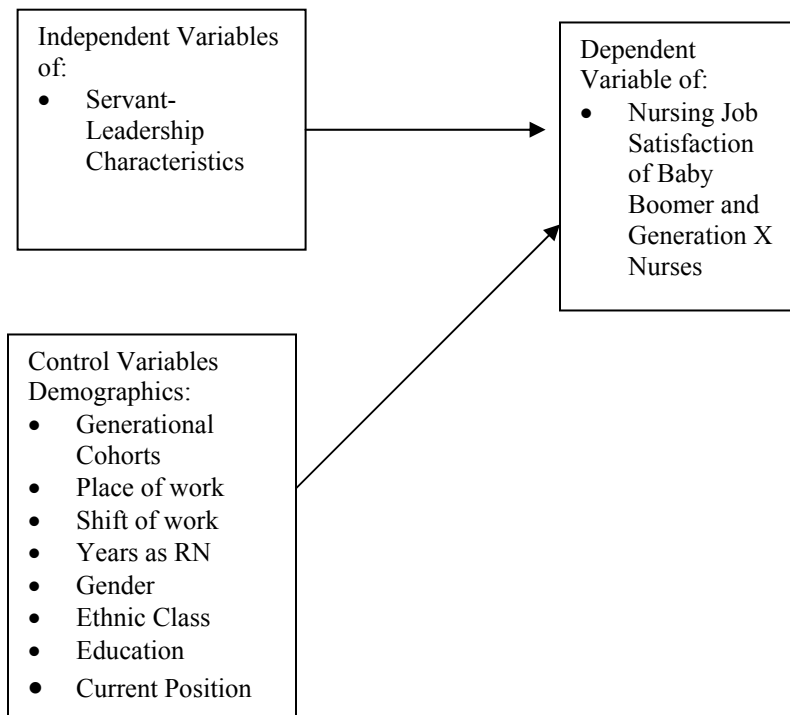 Independent Variables
of:
• Servant-
Leadership
Characteristics
Dependent
Variable of:
• Nursing Job
Satisfaction
of Baby
Boomer and
Generation X
Nurses
Control Variables
Demographics:
• Generational
Cohorts
• Place of work
• Shift of work
• Years as RN
• Gender
• Ethnic Class
• Education
• Current Position